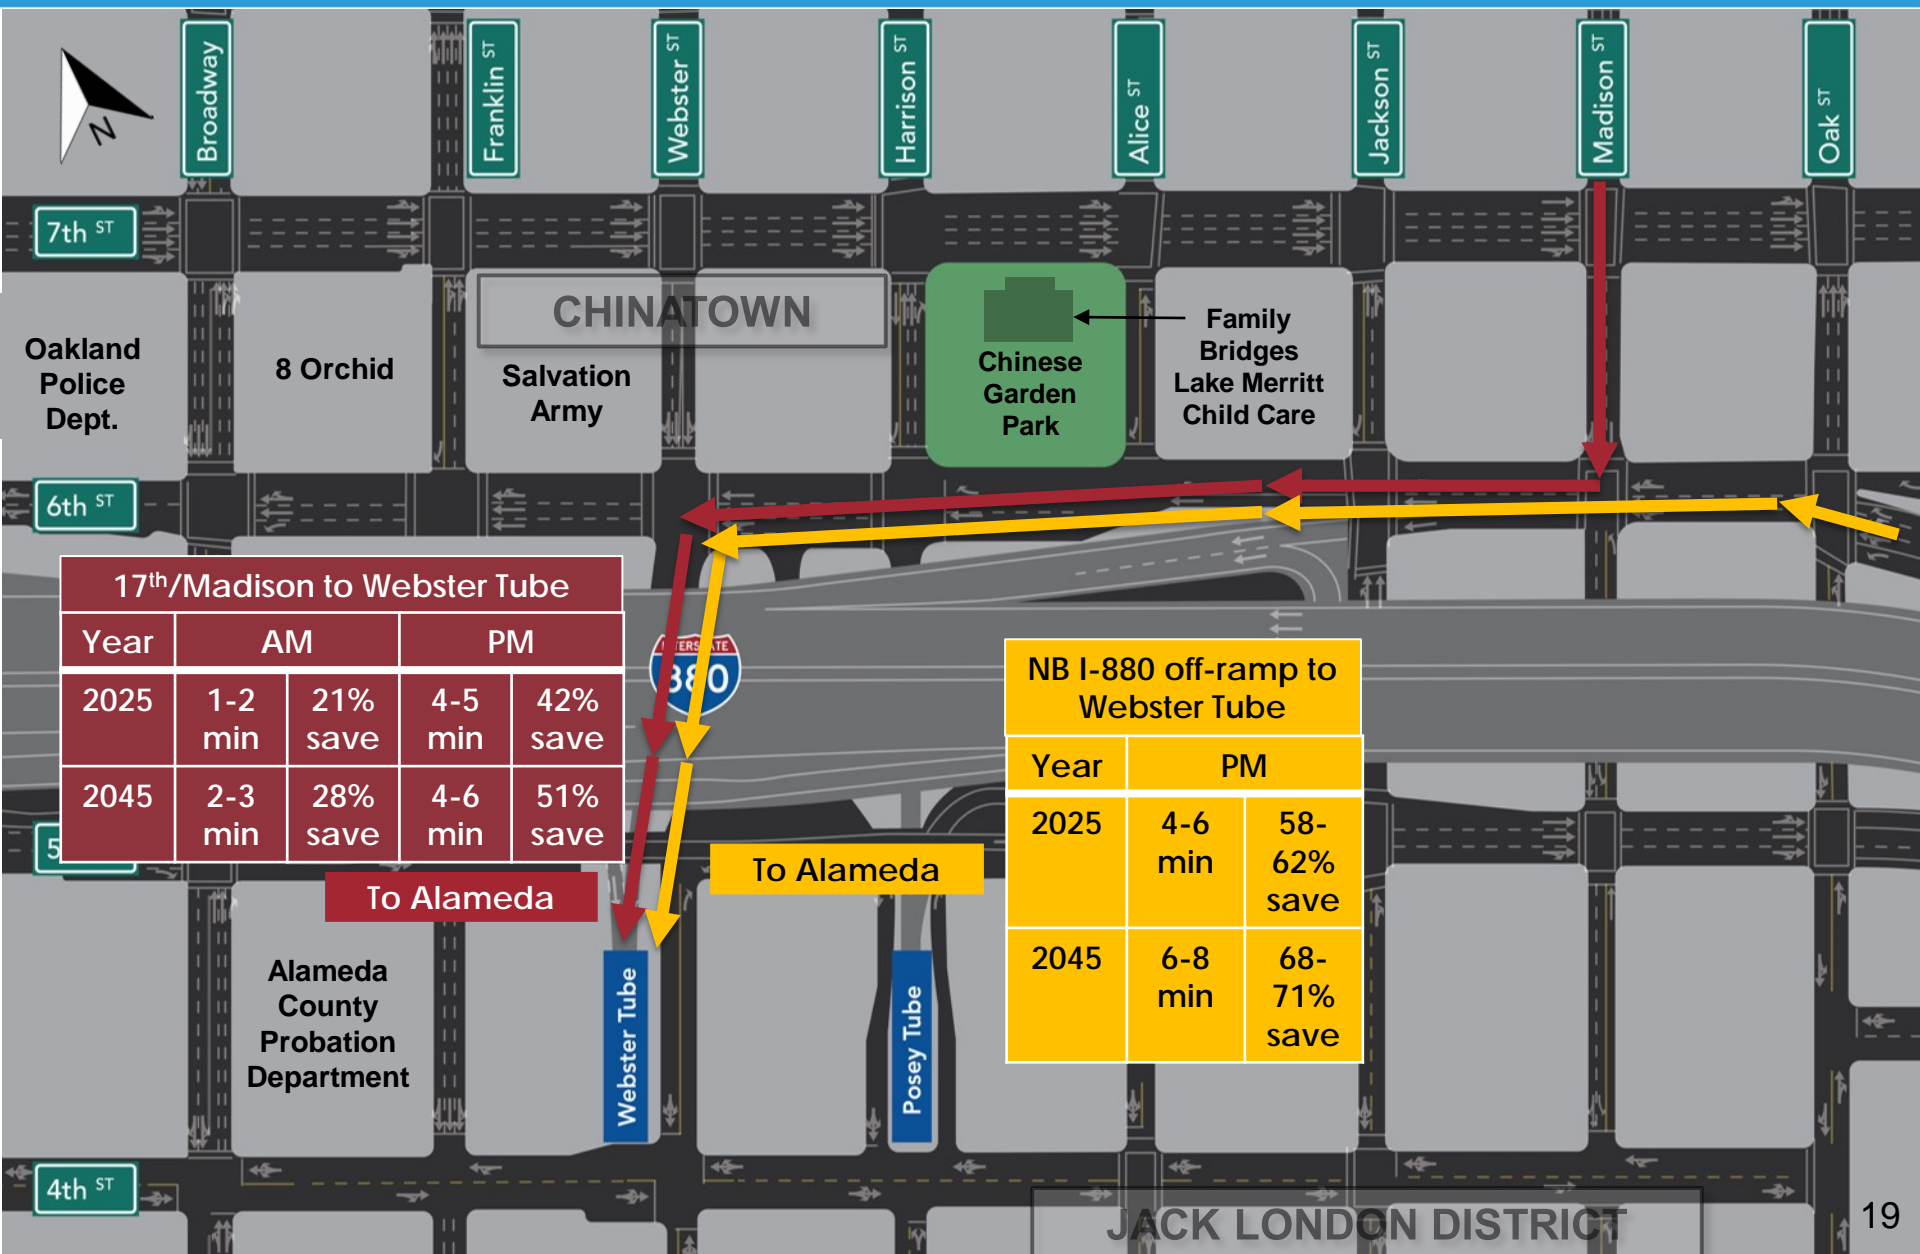 Broadway
Franklin ST
Webster ST
Harrison ST
Alice ST
Jackson ST
Madison ST
Oak ST
N
7th ST
CHINATOWN
Oakland
Police
Dept.
8 Orchid
Salvation
Army
Chinese
Garden
Park
Family
Bridges
Lake Merritt
Child Care
6th ST
17th/Madison to Webster Tube
Year AM PM
2025 1-2 min 21% save 4-5 min 42% save
2045 2-3 min 28% save 4-6 min 51% save
INTERSTATE
880
NB I-880 off-ramp to
Webster Tube
Year PM
2025 4-6 min 58-62% save
2045 6-8 min 68-71% save
5
To Alameda
To Alameda
Alameda
County
Probation
Department
Webster Tube
Posey Tube
4th ST
JACK LONDON DISTRICT
19